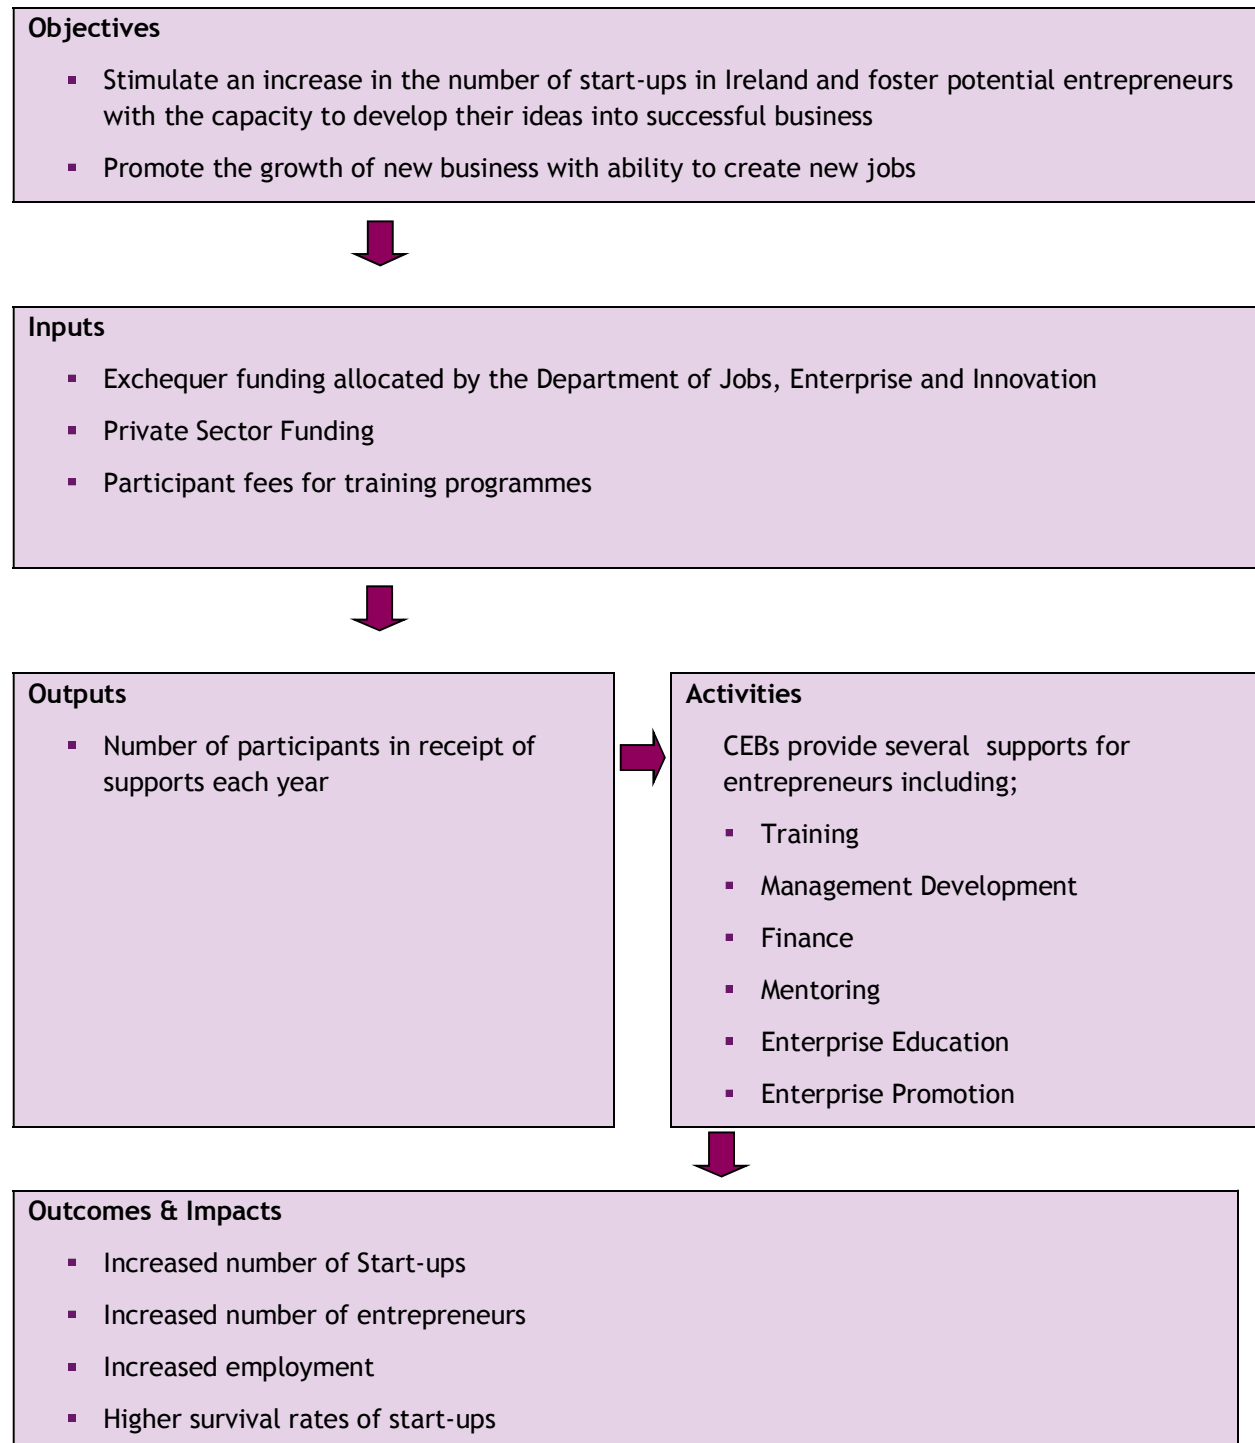 Objectives
▪ Stimulate an increase in the number of start-ups in Ireland and foster potential entrepreneurs
with the capacity to develop their ideas into successful business
▪ Promote the growth of new business with ability to create new jobs
Inputs
▪ Exchequer funding allocated by the Department of Jobs, Enterprise and Innovation
▪ Private Sector Funding
▪ Participant fees for training programmes
Outputs
▪ Number of participants in receipt of
supports each year
Activities
CEBs provide several supports for
entrepreneurs including;
▪ Training
▪ Management Development
▪ Finance
▪ Mentoring
▪ Enterprise Education
▪ Enterprise Promotion
Outcomes & Impacts
▪ Increased number of Start-ups
▪ Increased number of entrepreneurs
▪ Increased employment
▪ Higher survival rates of start-ups